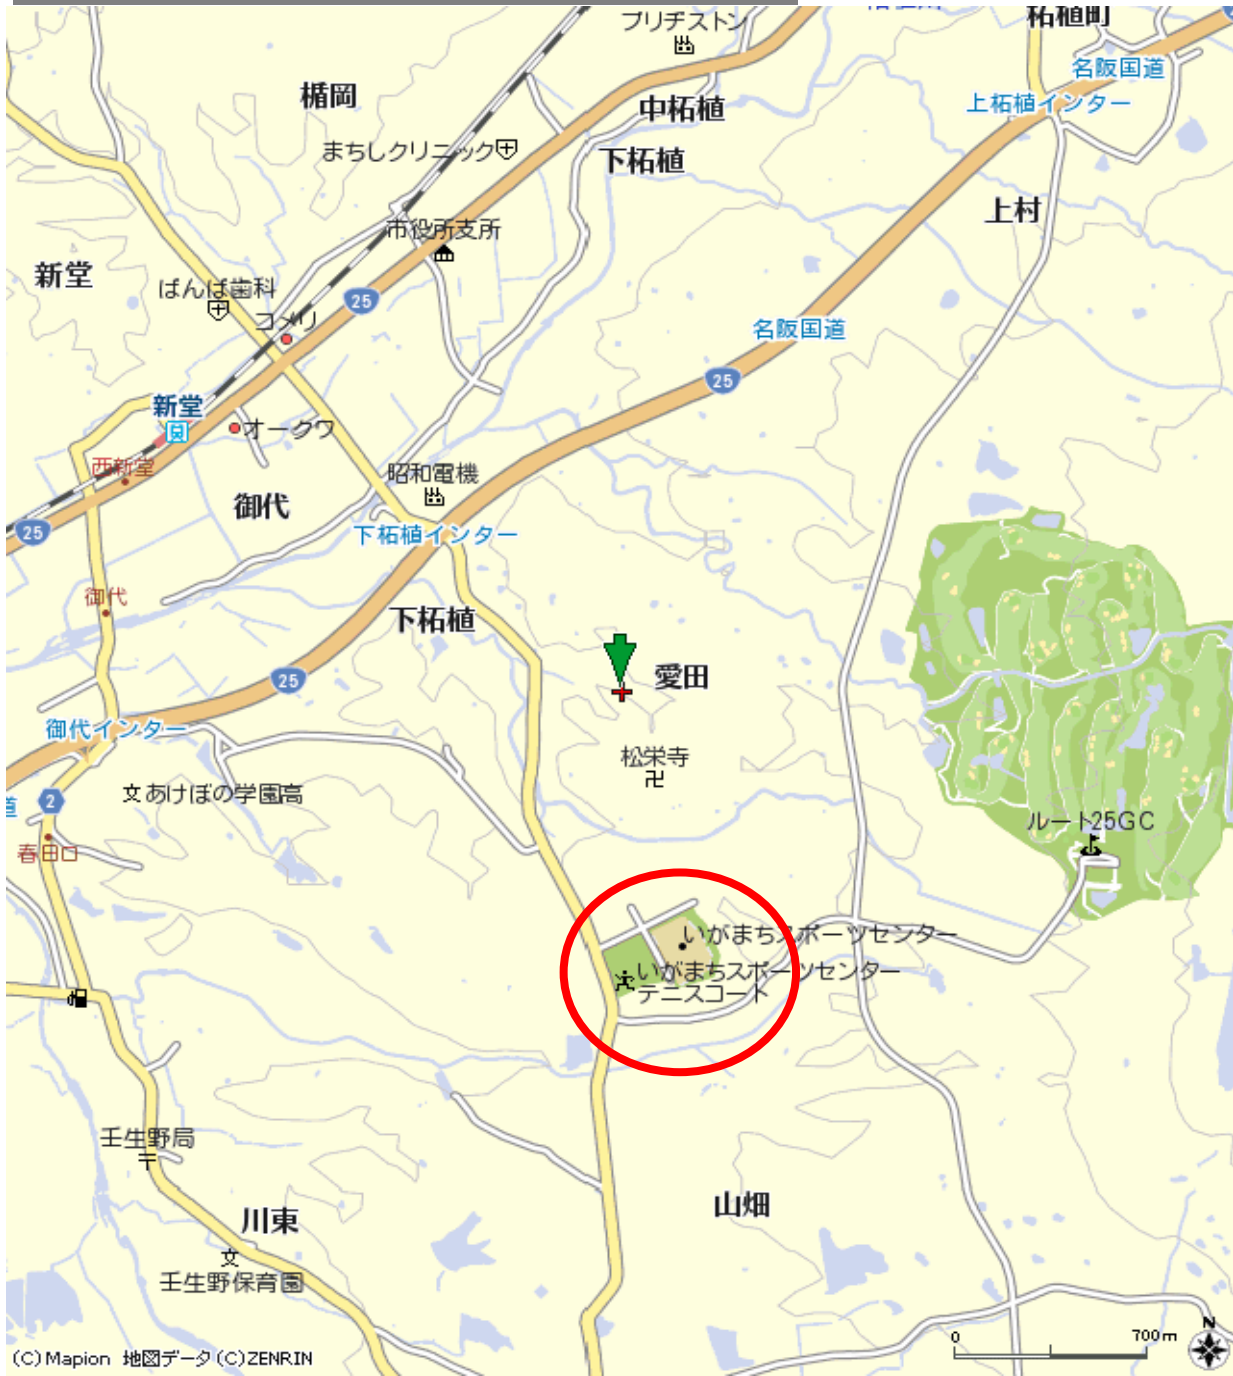 ブリヂストン
柘植町
名阪国道
楯岡
中柘植
上柘植インター
まちしクリニック
下柘植
上村
市役所支所
新堂
ばんば歯科
25
コメリ
名阪国道
25
新堂
オークワ
西新堂
昭和電機
御代
25
下柘植インター
御代
下柘植
愛田
25
御代インター
松栄寺
文あけぼの学園高
2
道
ルート25GC
春日口
いがまちスポーツセンター
いがまちスポーツセンター
テニスコート
壬生野局
山畑
川東
文
壬生野保育園
N
0 700m
(C)Mapion 地図データ(C)ZENRIN